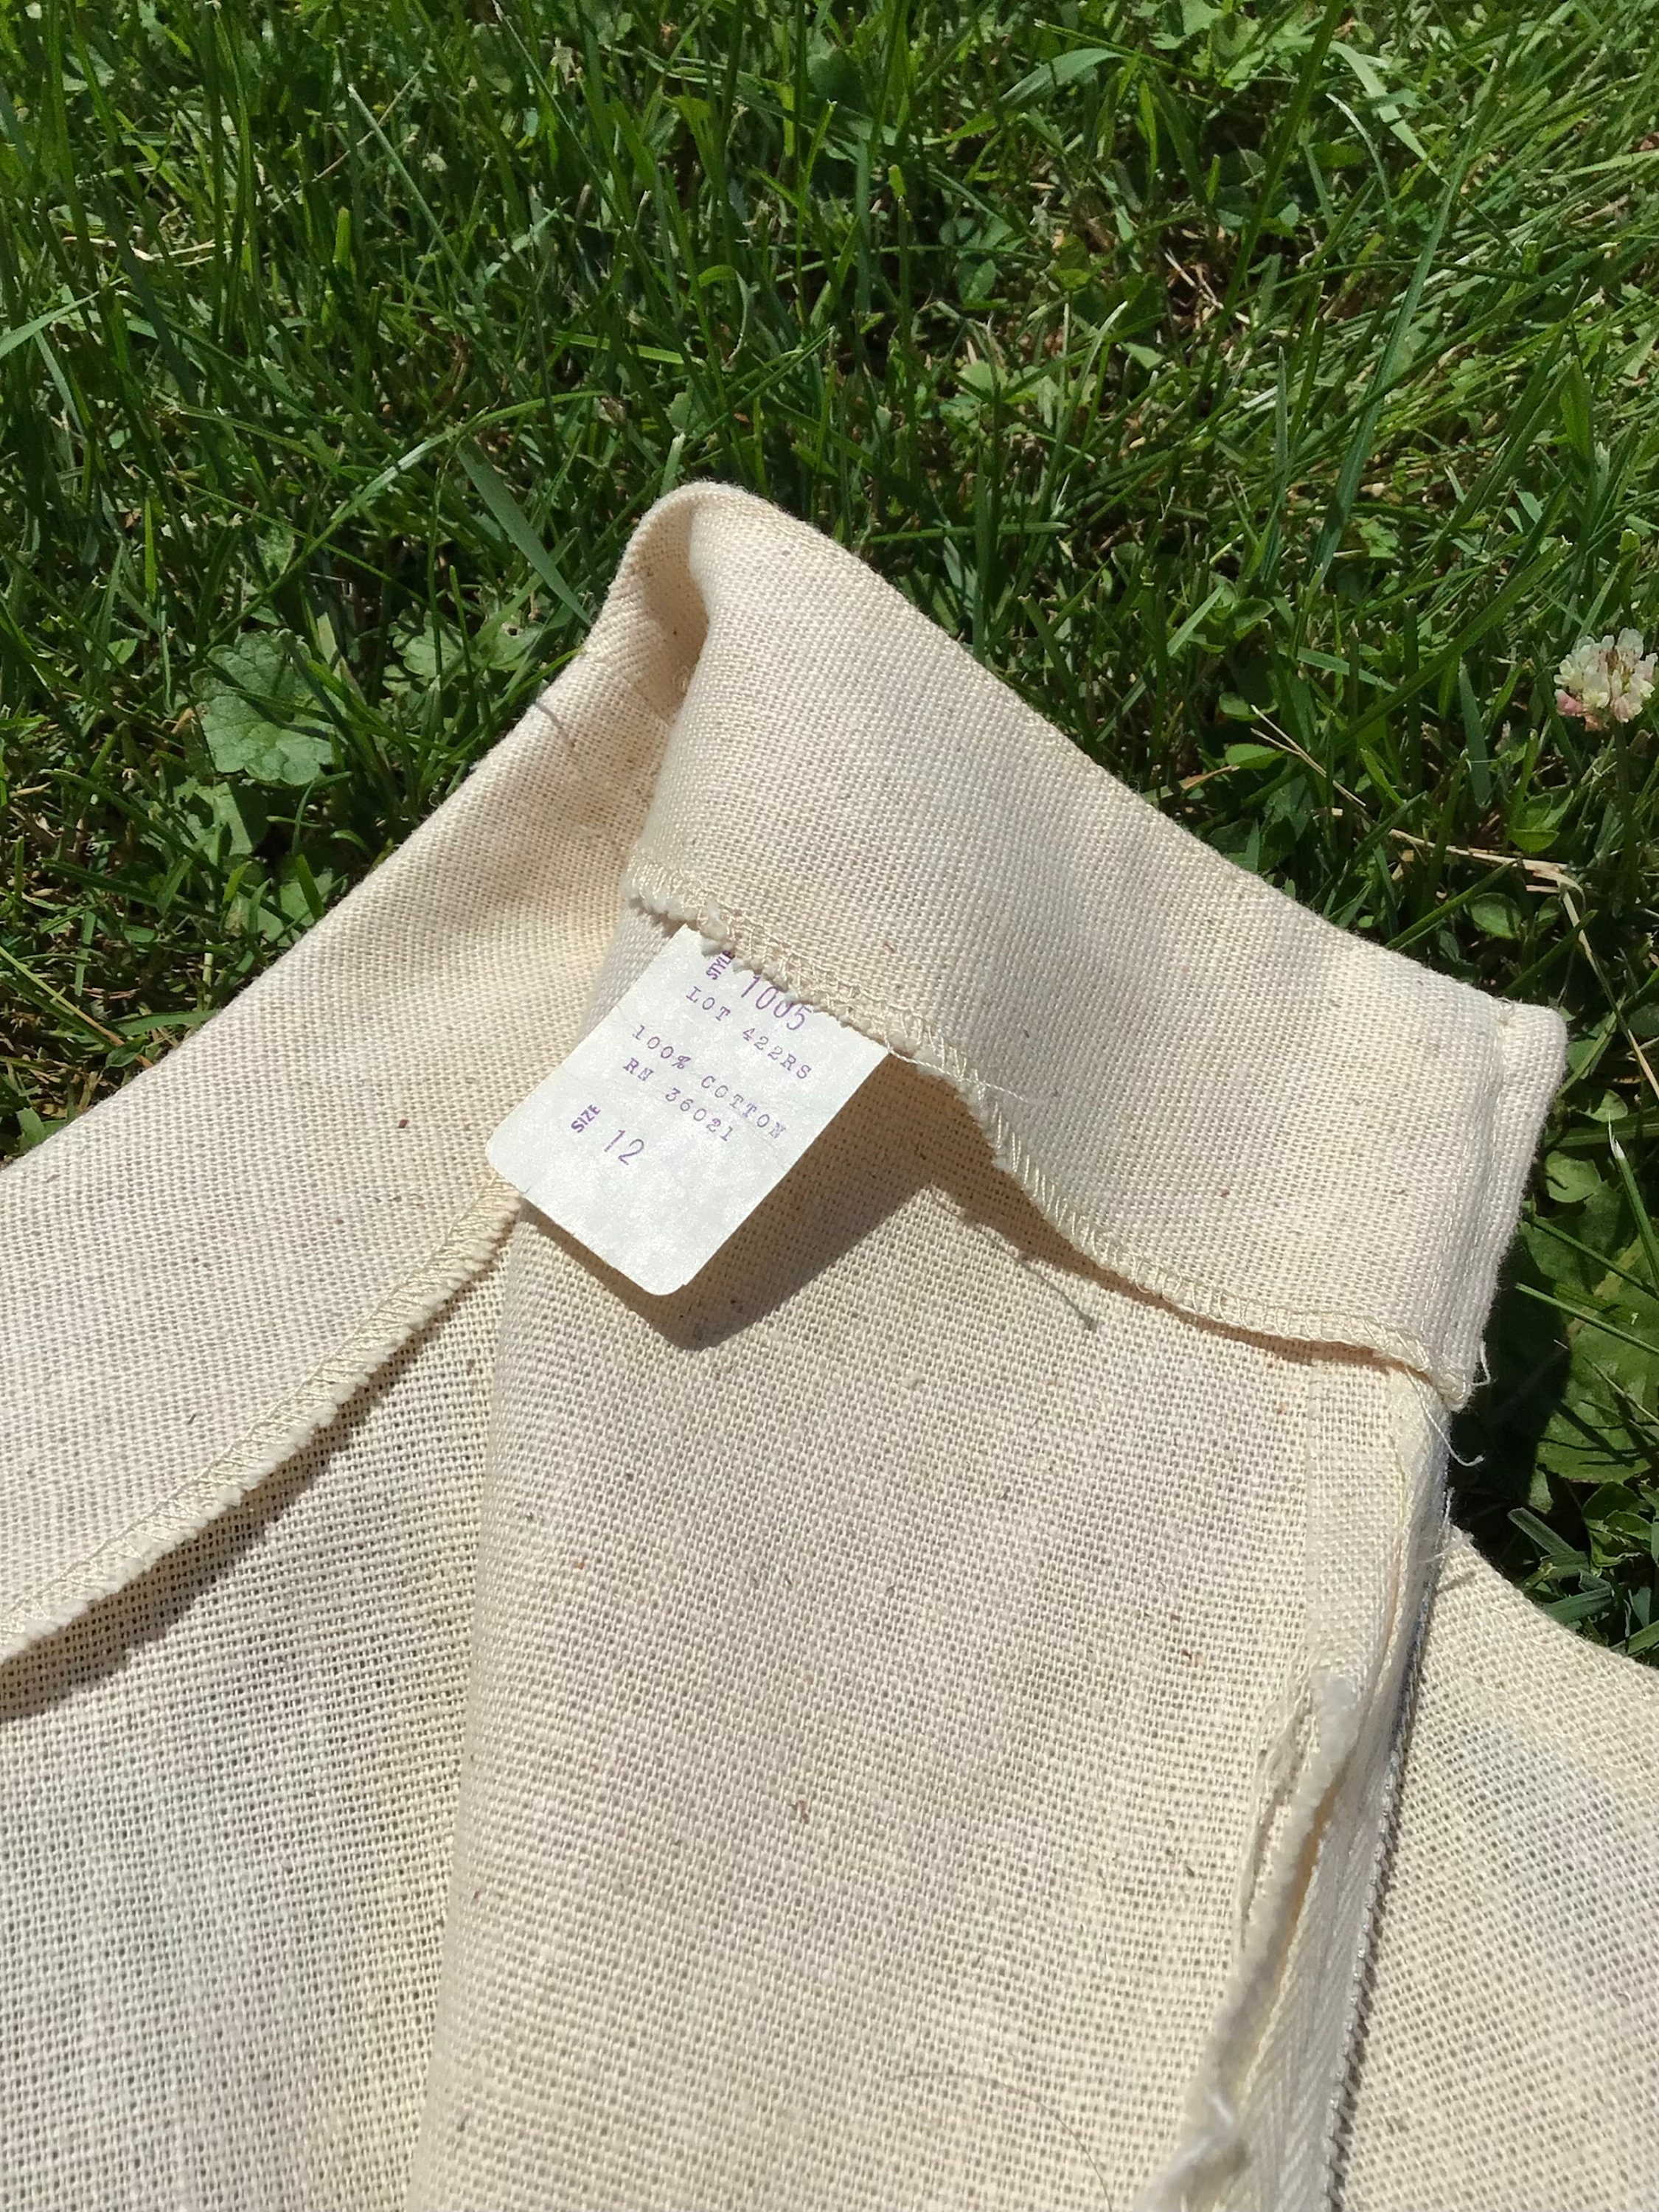 STYLE 1005
LOT 422RS
100% COTTON
RN 36021
SIZE 12